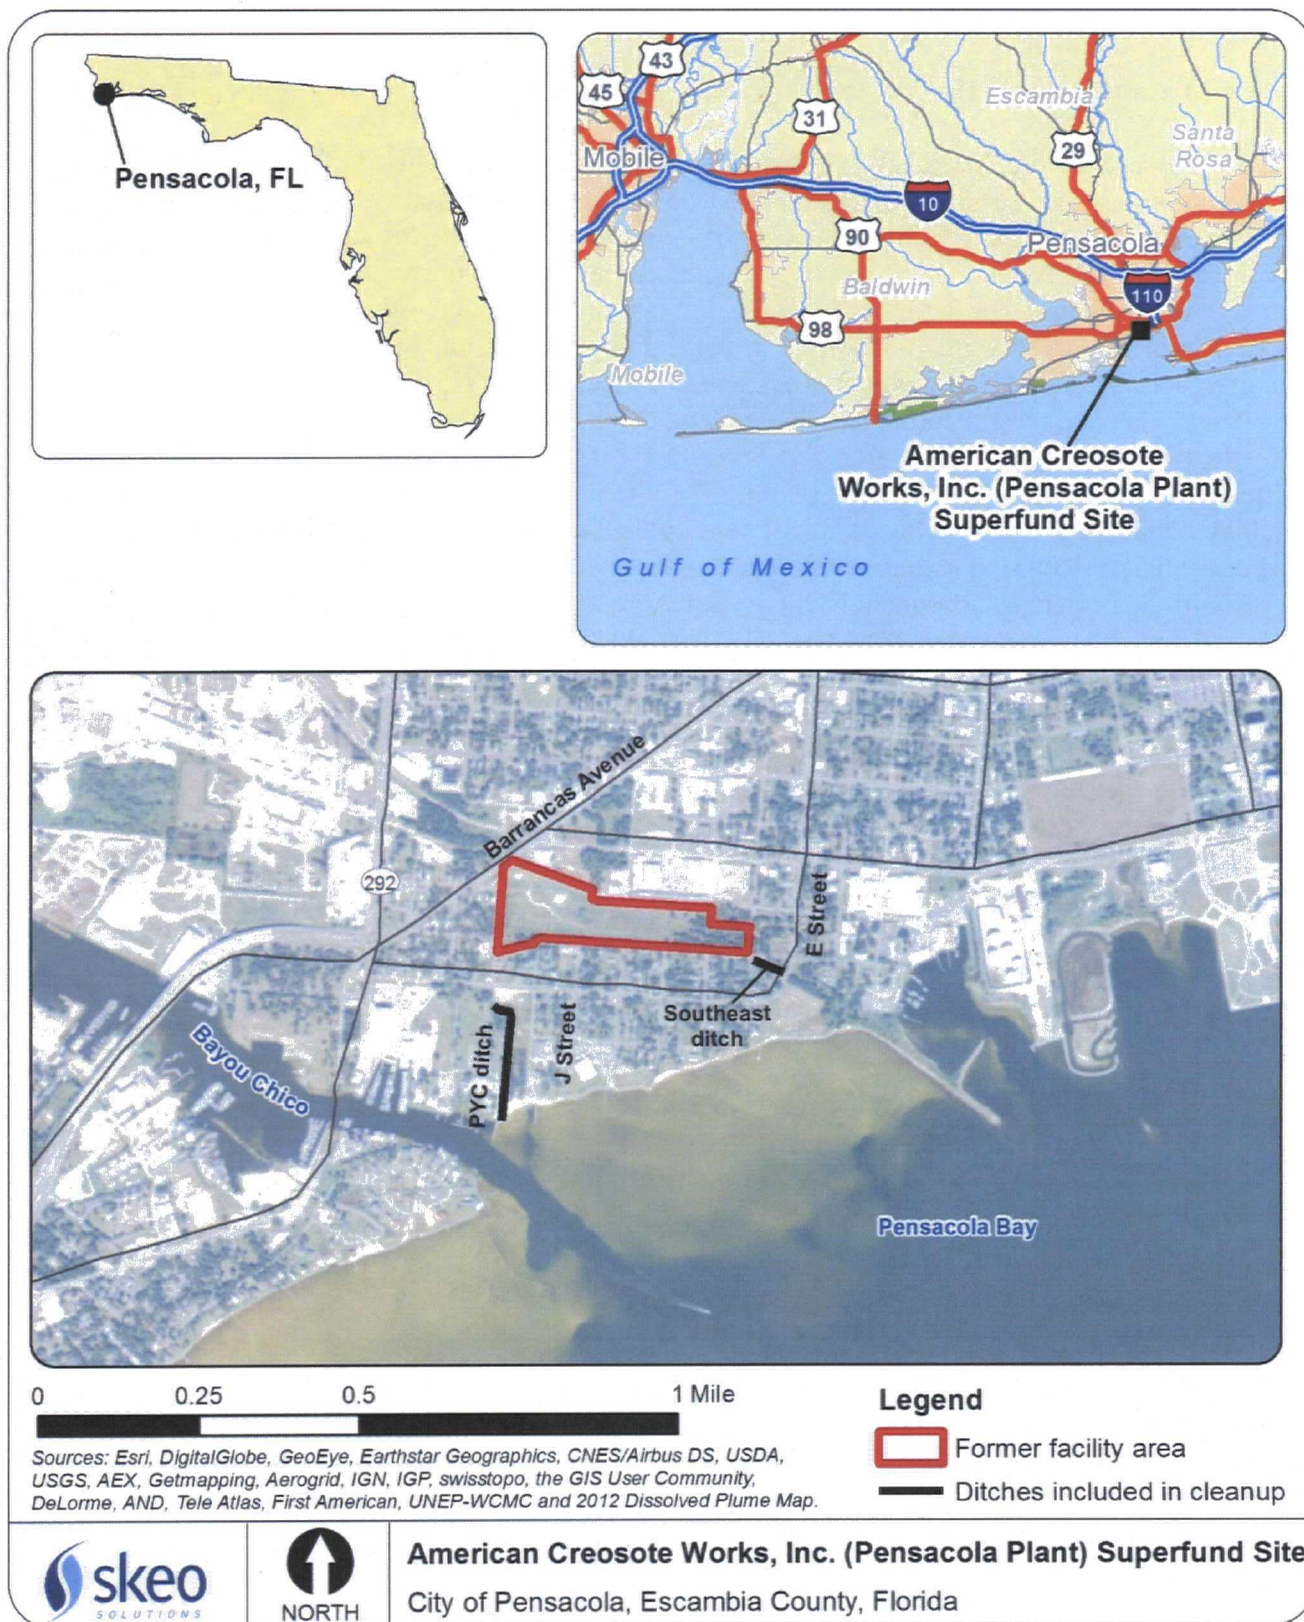 Pensacola, FL
43
45
31
Escambia
29
Santa
Rosa
Mobile
10
90
Pensacola
Baldwin
110
98
Mobile
American Creosote
Works, Inc. (Pensacola Plant)
Superfund Site
Gulf of Mexico
Barrancas Avenue
292
E Street
Southeast
ditch
J Street
PYC ditch
Bayou Chico
Pensacola Bay
0 0.25 0.5 1 Mile
Legend
Former facility area
Ditches included in cleanup
Sources: Esri, DigitalGlobe, GeoEye, Earthstar Geographics, CNES/Airbus DS, USDA,
USGS, AEX, Getmapping, Aerogrid, IGN, IGP, swisstopo, the GIS User Community,
DeLorme, AND, Tele Atlas, First American, UNEP-WCMC and 2012 Dissolved Plume Map.
skeo
SOLUTIONS
NORTH
American Creosote Works, Inc. (Pensacola Plant) Superfund Site
City of Pensacola, Escambia County, Florida